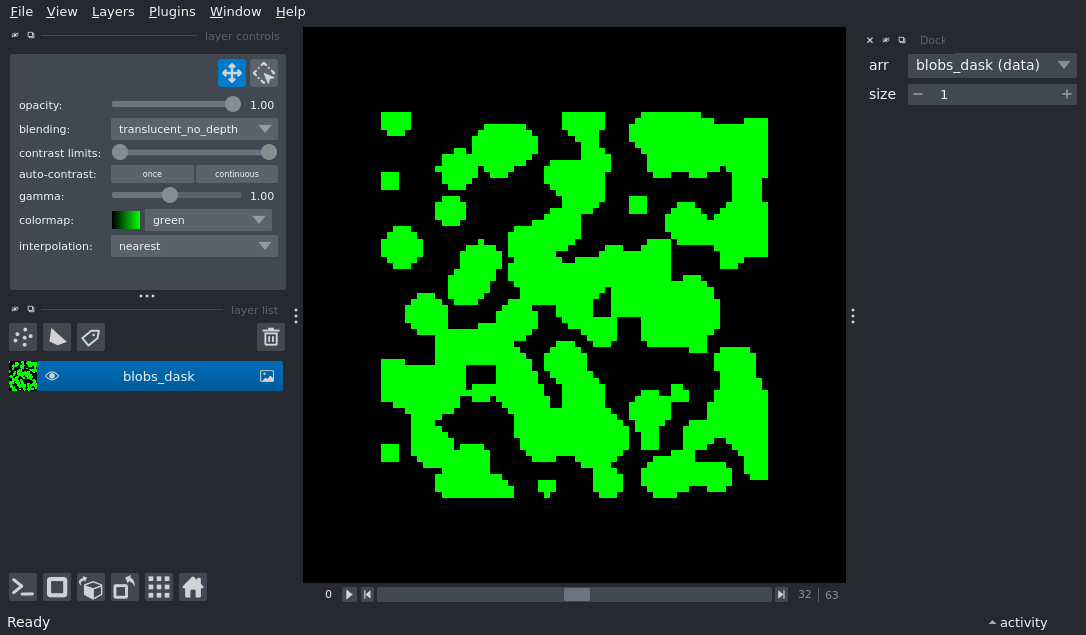 File View Layers Plugins Window Help
layer controls
opacity: 1.00
blending: translucent_no_depth
contrast limits:
auto-contrast: once continuous
gamma: 1.00
colormap: green
interpolation: nearest
layer list
blobs_dask
0 32 63
Dock
arr blobs_dask (data)
size 1
Ready
activity